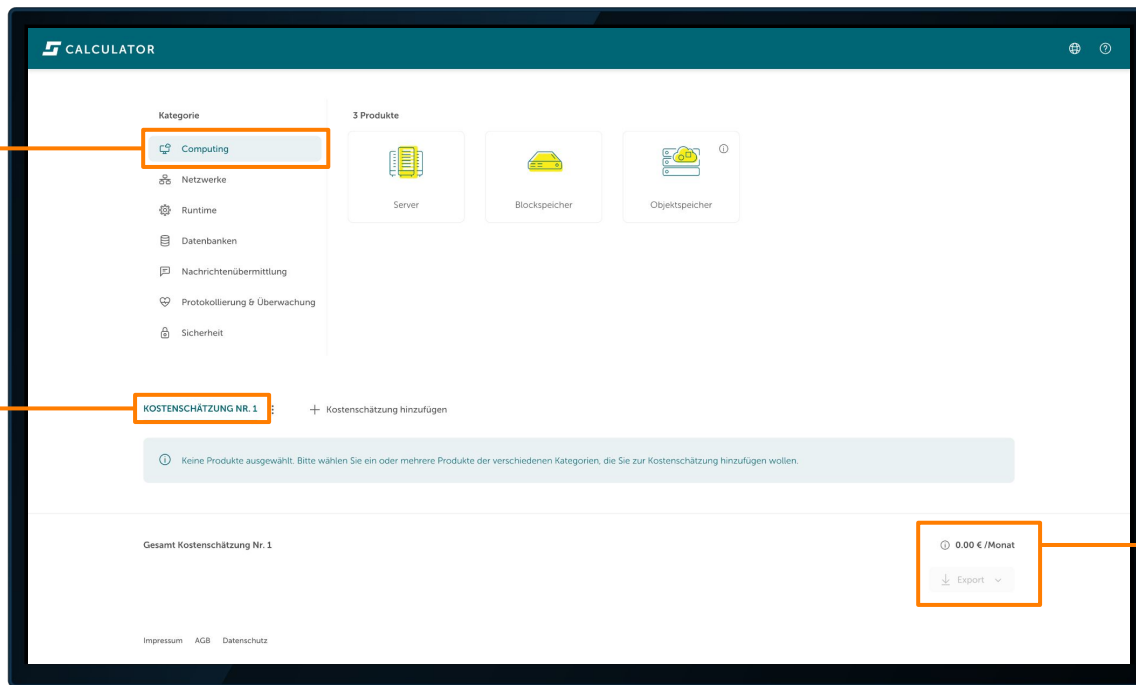 CALCULATOR
Kategorie
3 Produkte
Computing
Netzwerke
Runtime
Datenbanken
Nachrichtenübermittlung
Protokollierung & Überwachung
Sicherheit
Server
Blockspeicher
Objektspeicher
KOSTENSCHÄTZUNG NR. 1
+ Kostenschätzung hinzufügen
Keine Produkte ausgewählt. Bitte wählen Sie ein oder mehrere Produkte der verschiedenen Kategorien, die Sie zur Kostenschätzung hinzufügen wollen.
Gesamt Kostenschätzung Nr. 1
0.00 € /Monat
Export
Impressum AGB Datenschutz